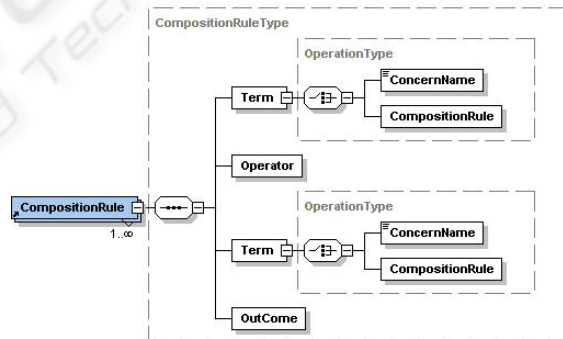 CompositionRuleType
OperationType
ConcernName
Term
CompositionRule
Operator
CompositionRule
1..∞
OperationType
ConcernName
Term
CompositionRule
OutCome